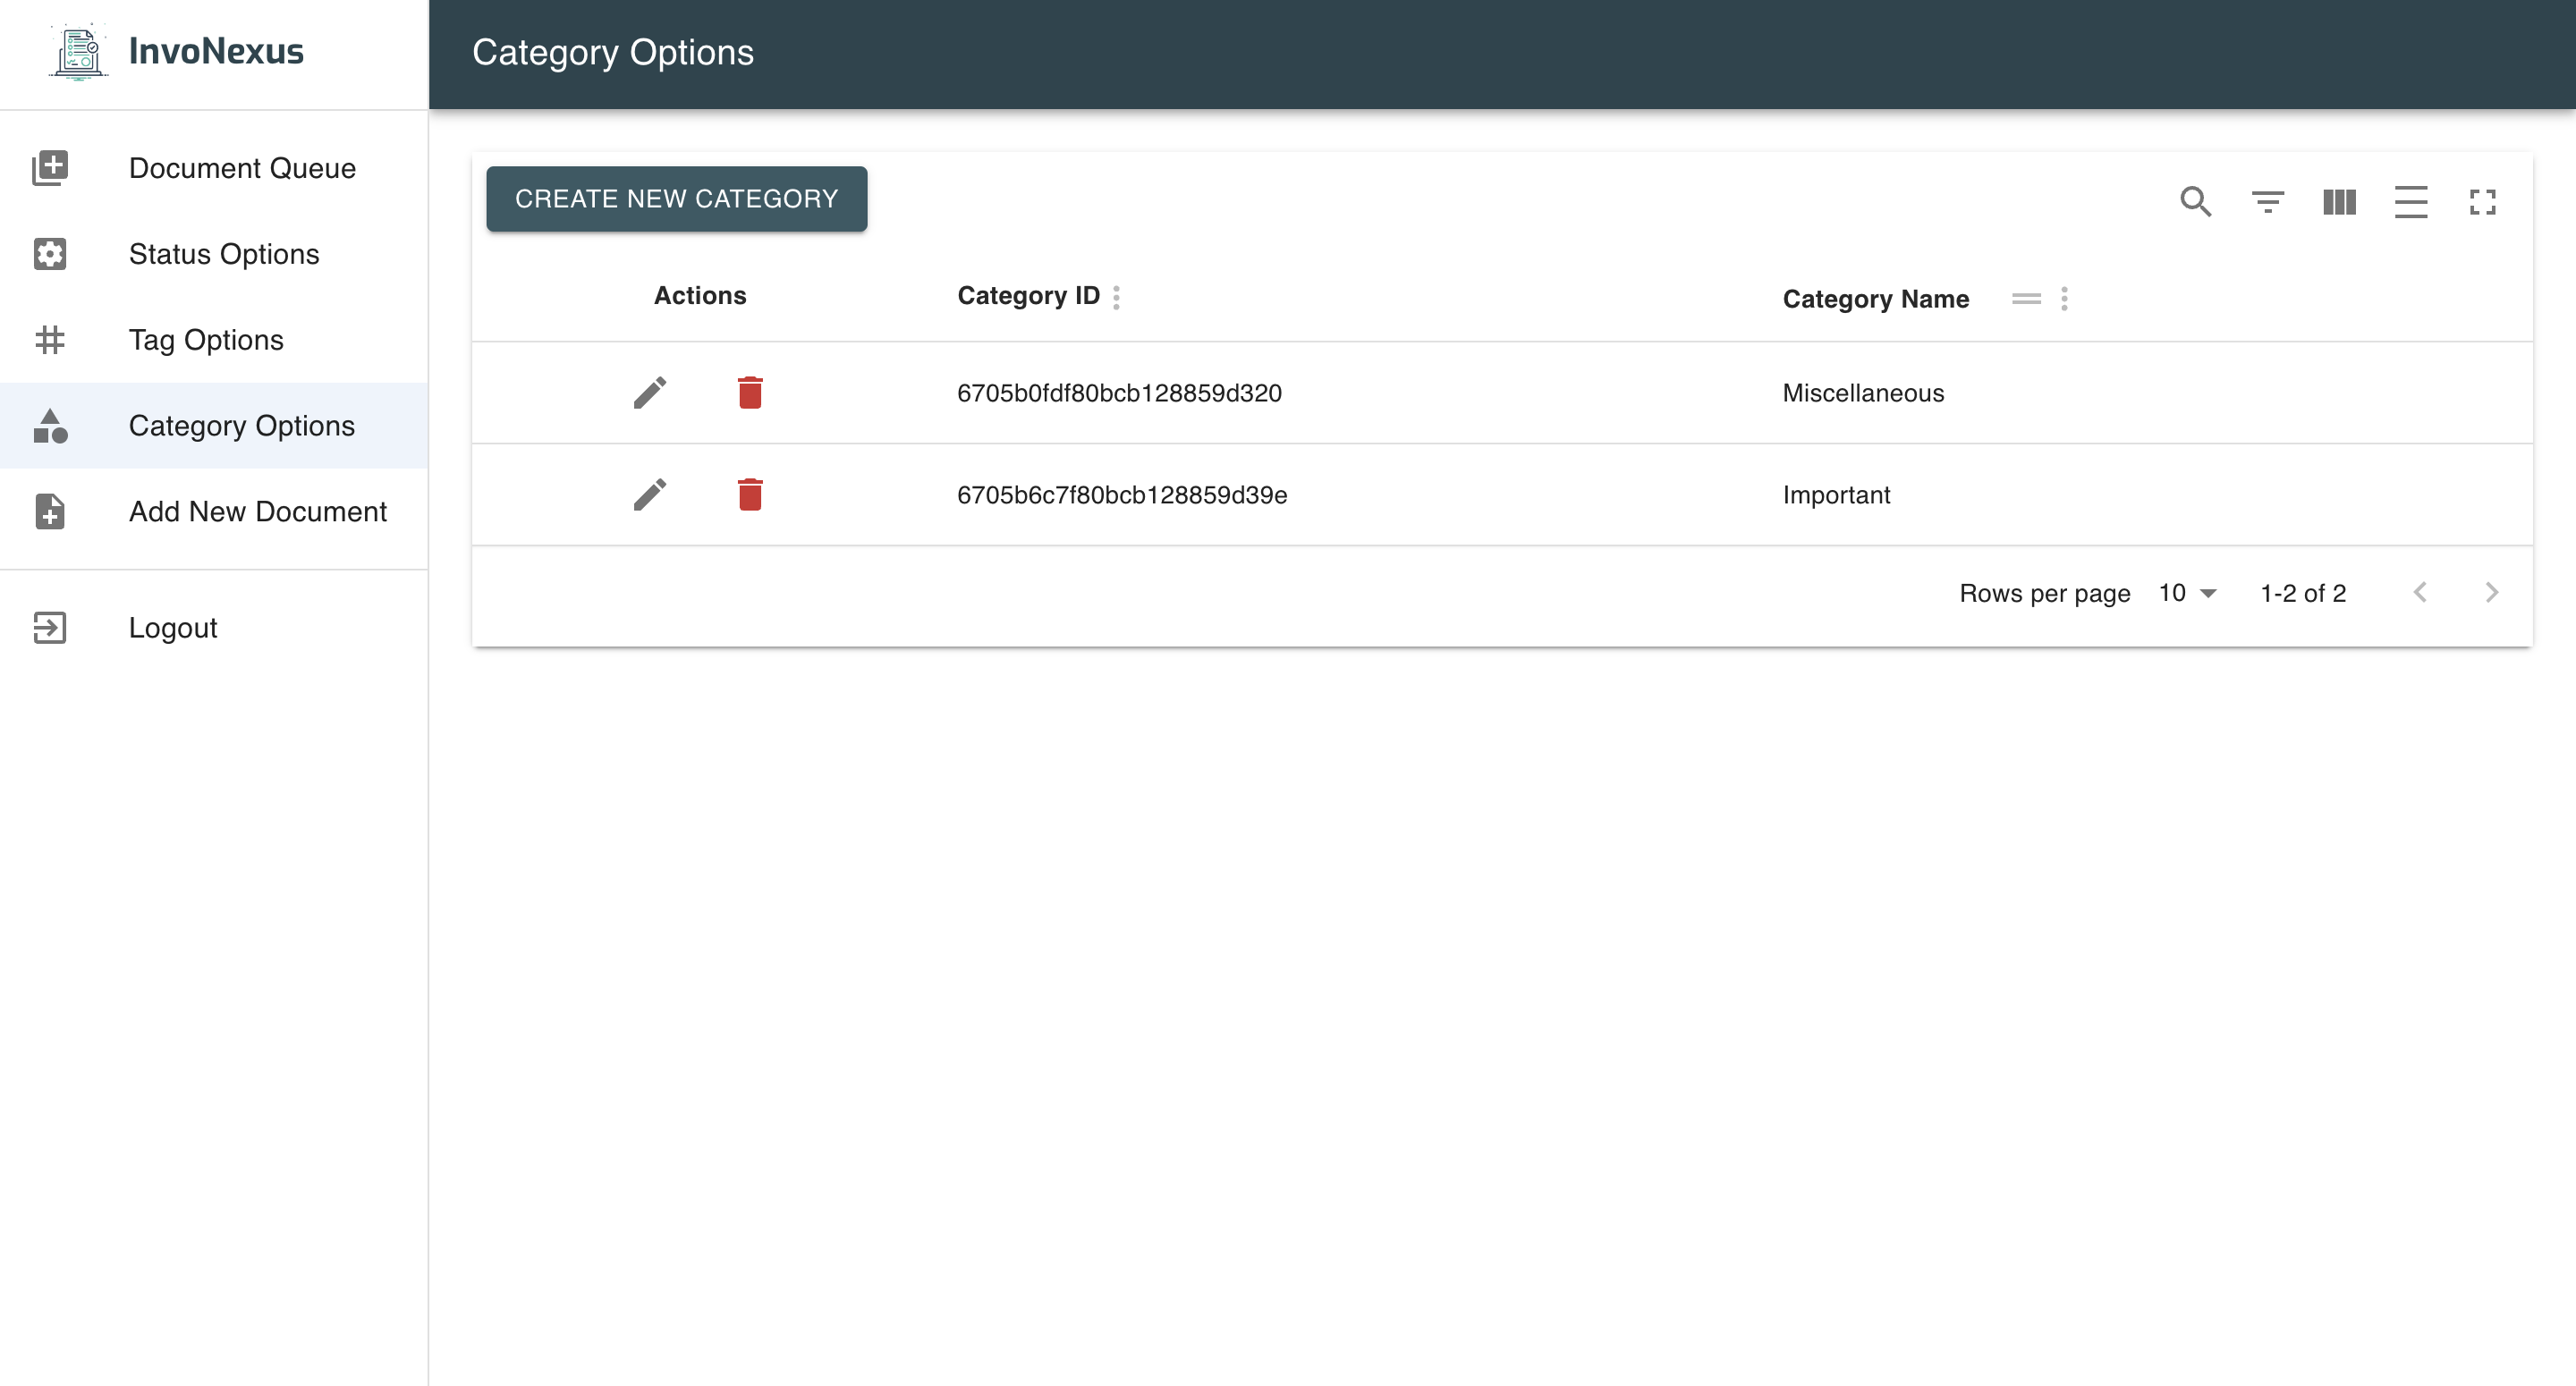 InvoNexus
Category Options
Document Queue
Status Options
Tag Options
Category Options
Add New Document
Logout
CREATE NEW CATEGORY
Actions Category ID Category Name
6705b0fdf80bcb128859d320 Miscellaneous
6705b6c7f80bcb128859d39e Important
Rows per page 10 1-2 of 2